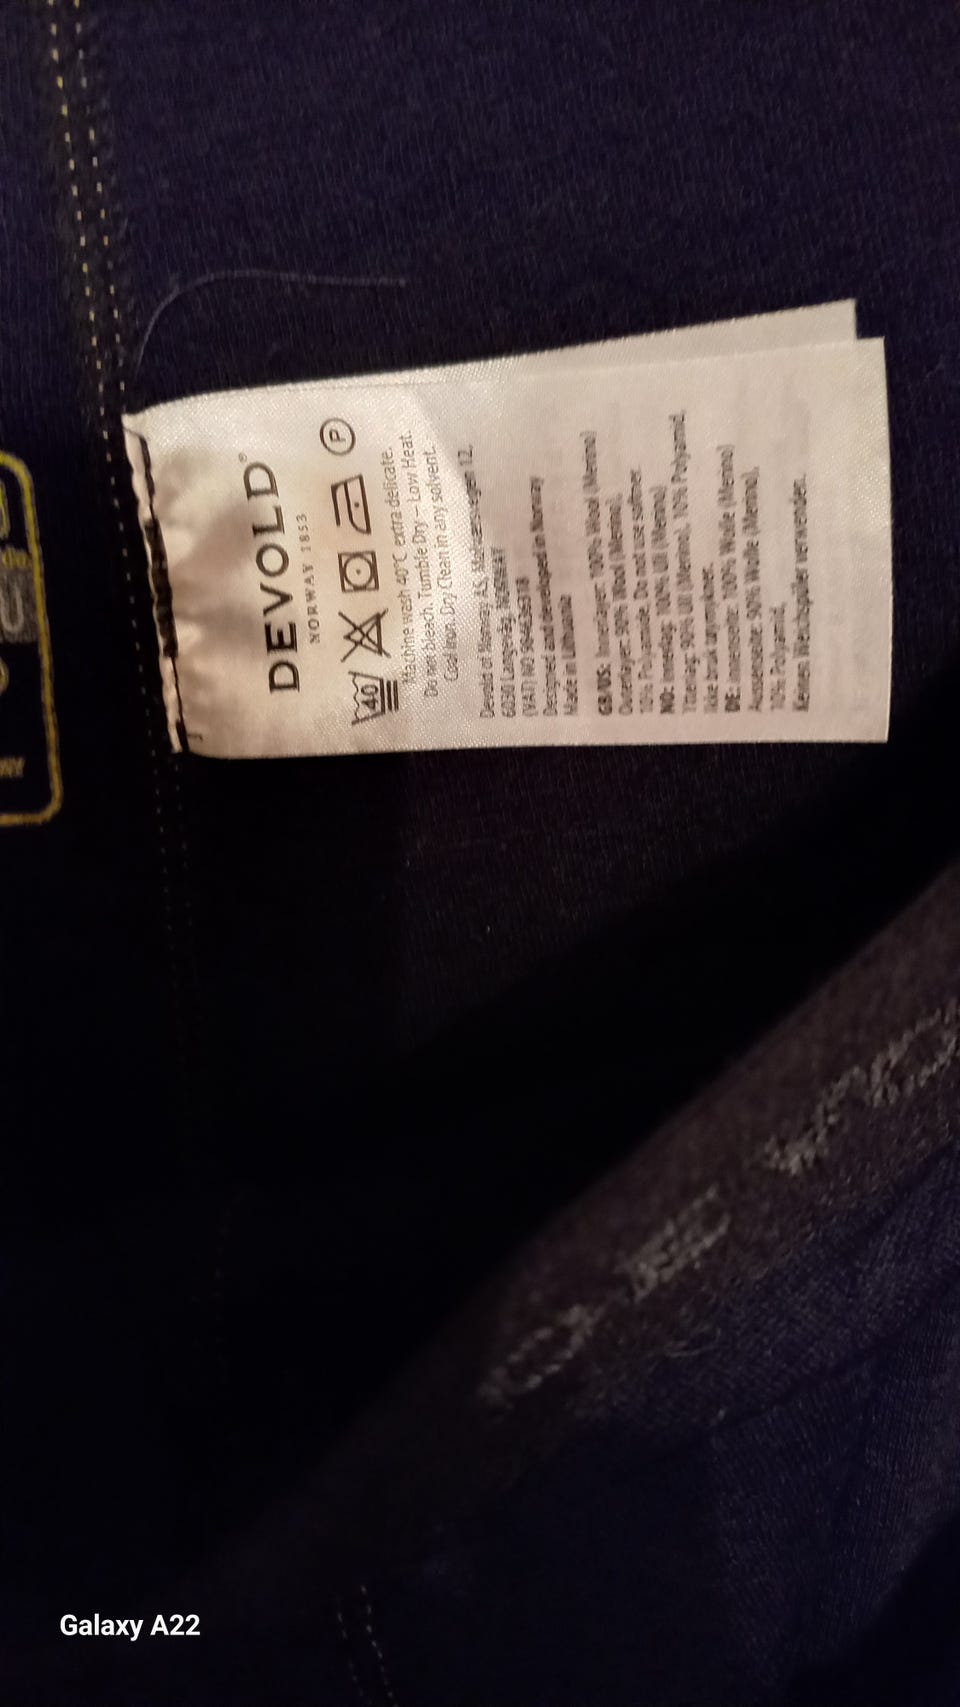 DEVOLD®
NORWAY 1853
40 P
Machine wash 40°C extra delicate.
Do not bleach. Tumble Dry – Low Heat.
Cool Iron. Dry Clean in any solvent.
Devold of Norway AS,
6030 Langevåg, NORWAY
(VAT) NO
Designed and developed in Norway
Made in Lithuania
GB/US: Innerlayer: 100% Wool (Merino)
Outerlayer: 90% Wool (Merino),
10% Polyamide. Do not use softner.
NO: Innerlag: 100% Ull (Merino)
Ytterlag: 90% Ull (Merino), 10% Polyamid,
Ikke bruk tøymykner.
DE: Innenseite: 100% Wolle (Merino)
Aussenseite: 90% Wolle (Merino),
10% Polyamid,
Keinen Weichspüler verwenden.
Galaxy A22